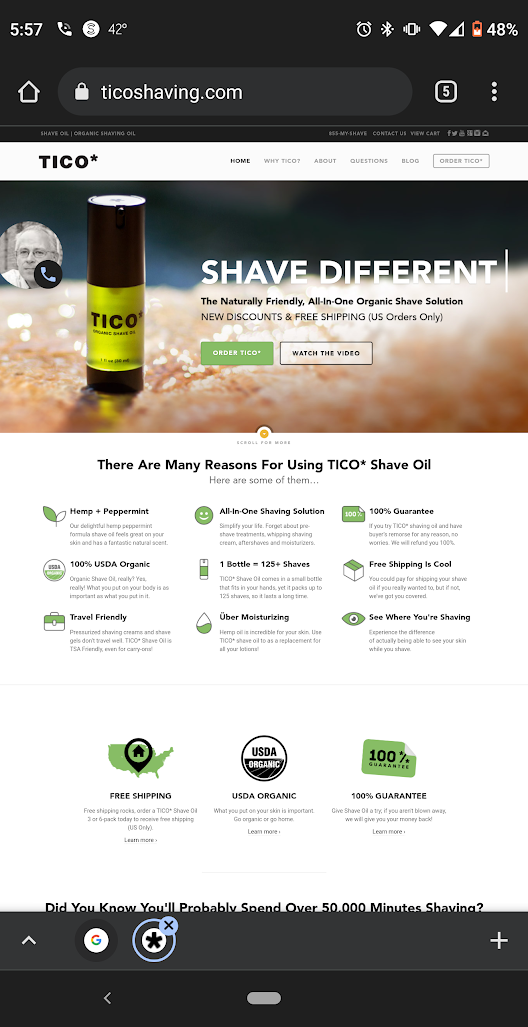 5:57
42°
48%
ticoshaving.com
5
SHAVE OIL | ORGANIC SHAVING OIL
855-MY-SHAVE CONTACT US VIEW CART
TICO*
HOME WHY TICO? ABOUT QUESTIONS BLOG ORDER TICO*
SHAVE DIFFERENT
The Naturally Friendly, All-In-One Organic Shave Solution
NEW DISCOUNTS & FREE SHIPPING (US Orders Only)
ORDER TICO* WATCH THE VIDEO
TICO*
ORGANIC SHAVE OIL
1 fl oz (30 ml)
SCROLL FOR MORE
There Are Many Reasons For Using TICO* Shave Oil
Here are some of them...
Hemp + Peppermint
Our delightful hemp peppermint
formula shave oil feels great on your
skin and has a fantastic natural scent.
All-In-One Shaving Solution
Simplify your life. Forget about pre-
shave treatments, whipping shaving
cream, aftershaves and moisturizers.
100%
100% Guarantee
If you try TICO* shaving oil and have
buyer's remorse for any reason, no
worries. We will refund you 100%.
USDA
ORGANIC
100% USDA Organic
Organic Shave Oil, really? Yes,
really! What you put on your body is as
important as what you put in it.
1 Bottle = 125+ Shaves
TICO* Shave Oil comes in a small bottle
that fits in your hands, yet it packs up to
125 shaves, so it lasts a long time.
Free Shipping Is Cool
You could pay for shipping your shave
oil if you really wanted to, but if not,
we've got you covered.
Travel Friendly
Pressurized shaving creams and shave
gels don't travel well. TICO* Shave Oil is
TSA Friendly, even for carry-ons!
Über Moisturizing
Hemp oil is incredible for your skin. Use
TICO* shave oil to as a replacement for
all your lotions!
See Where You're Shaving
Experience the difference
of actually being able to see your skin
while you shave.
FREE SHIPPING
Free shipping rocks, order a TICO* Shave Oil
3 or 6-pack today to receive free shipping
(US Only).
Learn more ›
USDA
ORGANIC
USDA ORGANIC
What you put on your skin is important.
Go organic or go home.
Learn more ›
100%
GUARANTEE
100% GUARANTEE
Give Shave Oil a try, if you aren't blown away,
we will give you your money back!
Learn more ›
Did You Know You'll Probably Spend Over 50,000 Minutes Shaving?